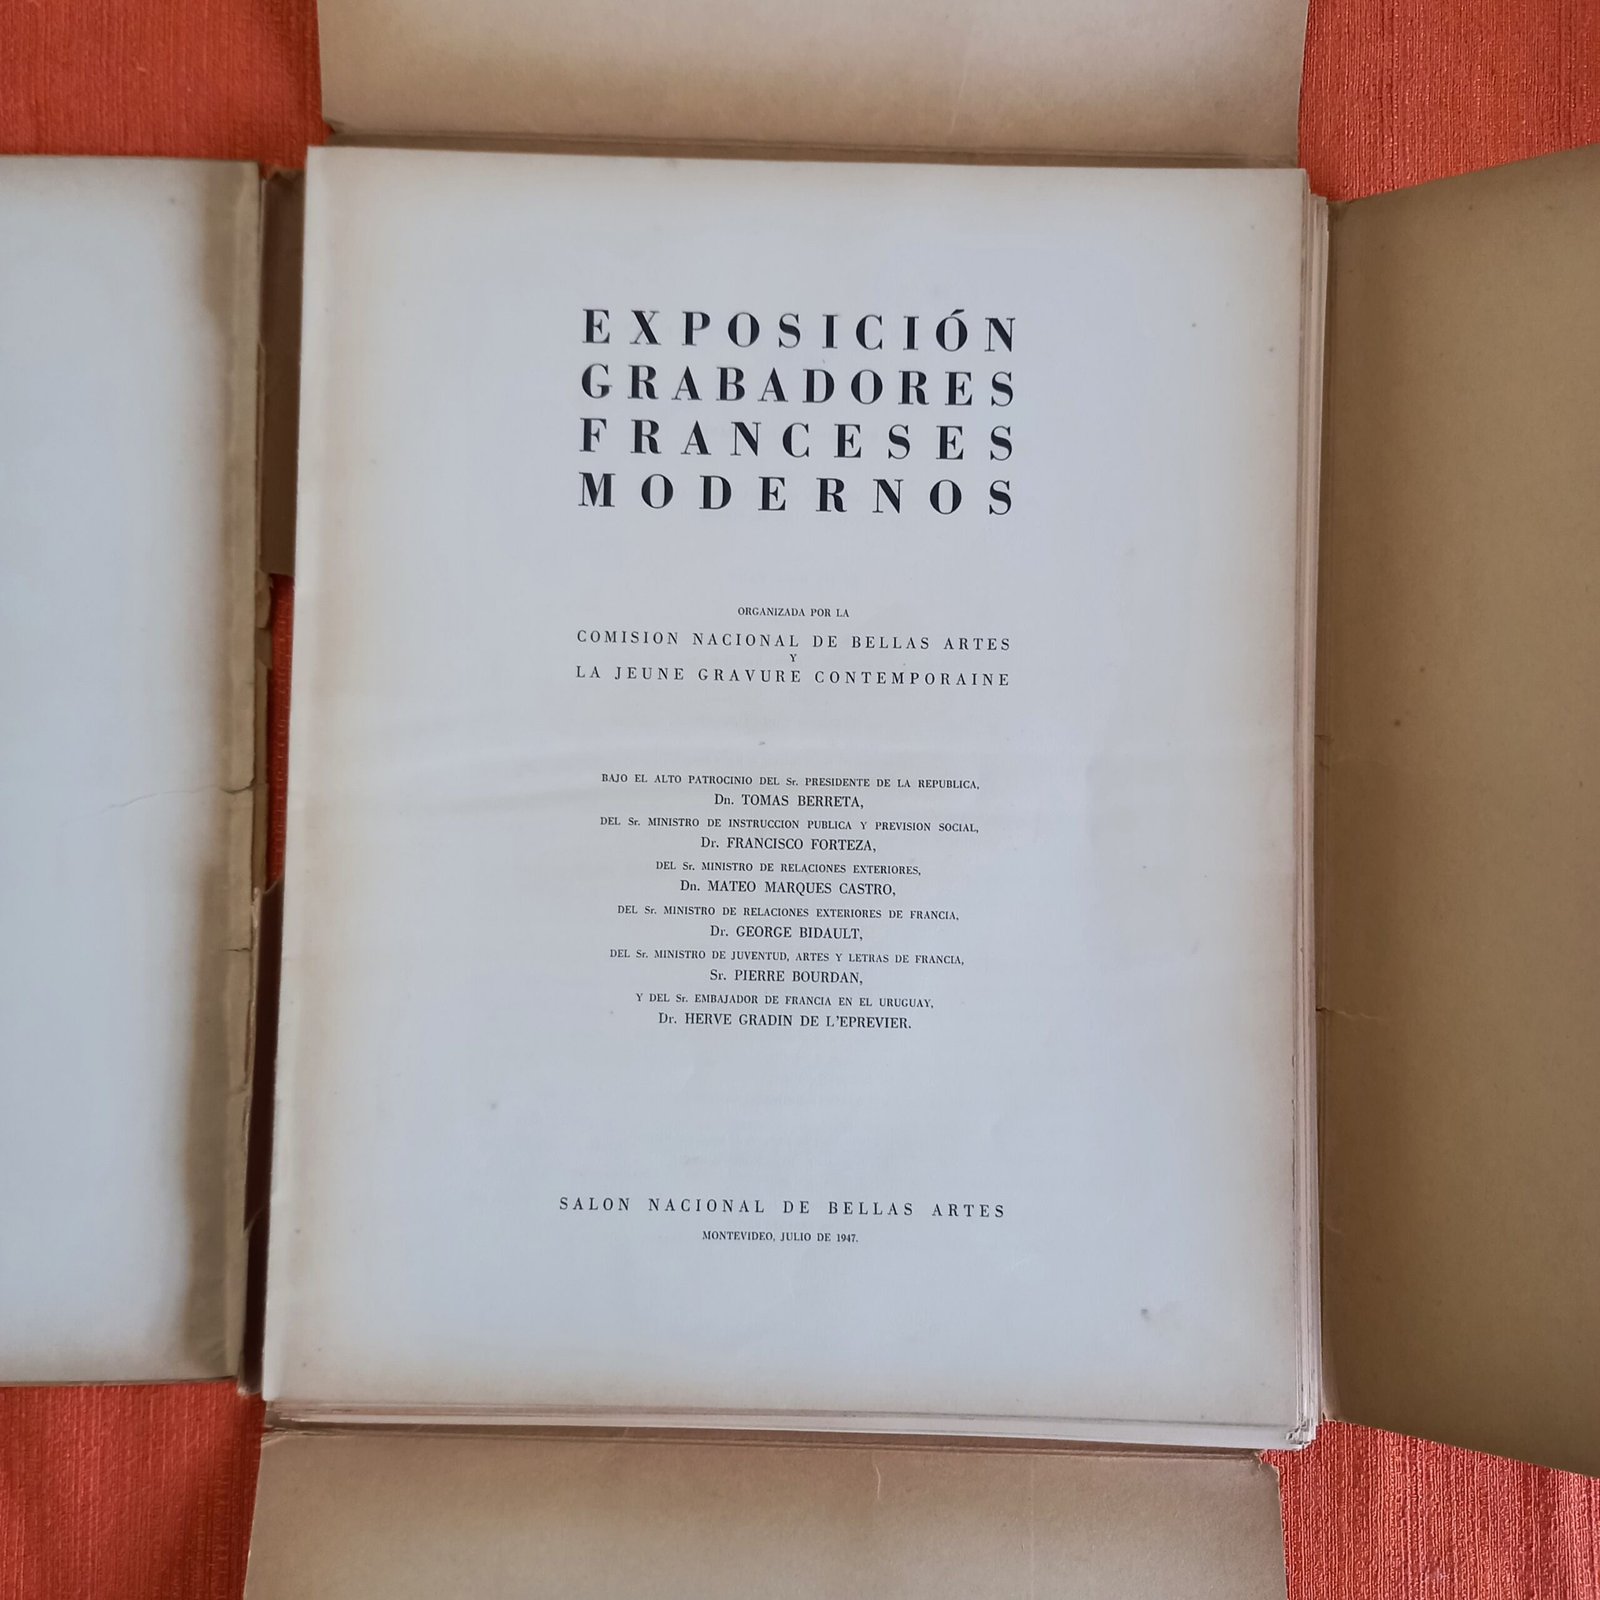 EXPOSICIÓN
GRABADORES
FRANCESES
MODERNOS
ORGANIZADA POR LA
COMISION NACIONAL DE BELLAS ARTES
Y
LA JEUNE GRAVURE CONTEMPORAINE
BAJO EL ALTO PATROCINIO DEL Sr. PRESIDENTE DE LA REPUBLICA,
Dn. TOMAS BERRETA,
DEL Sr. MINISTRO DE INSTRUCCION PUBLICA Y PREVISION SOCIAL,
Dr. FRANCISCO FORTEZA,
DEL Sr. MINISTRO DE RELACIONES EXTERIORES,
Dn. MATEO MARQUES CASTRO,
DEL Sr. MINISTRO DE RELACIONES EXTERIORES DE FRANCIA,
Dr. GEORGE BIDAULT,
DEL Sr. MINISTRO DE JUVENTUD, ARTES Y LETRAS DE FRANCIA,
Sr. PIERRE BOURDAN,
Y DEL Sr. EMBAJADOR DE FRANCIA EN EL URUGUAY,
Dr. HERVE GRADIN DE L'EPREVIER.
SALON NACIONAL DE BELLAS ARTES
MONTEVIDEO, JULIO DE 1947.